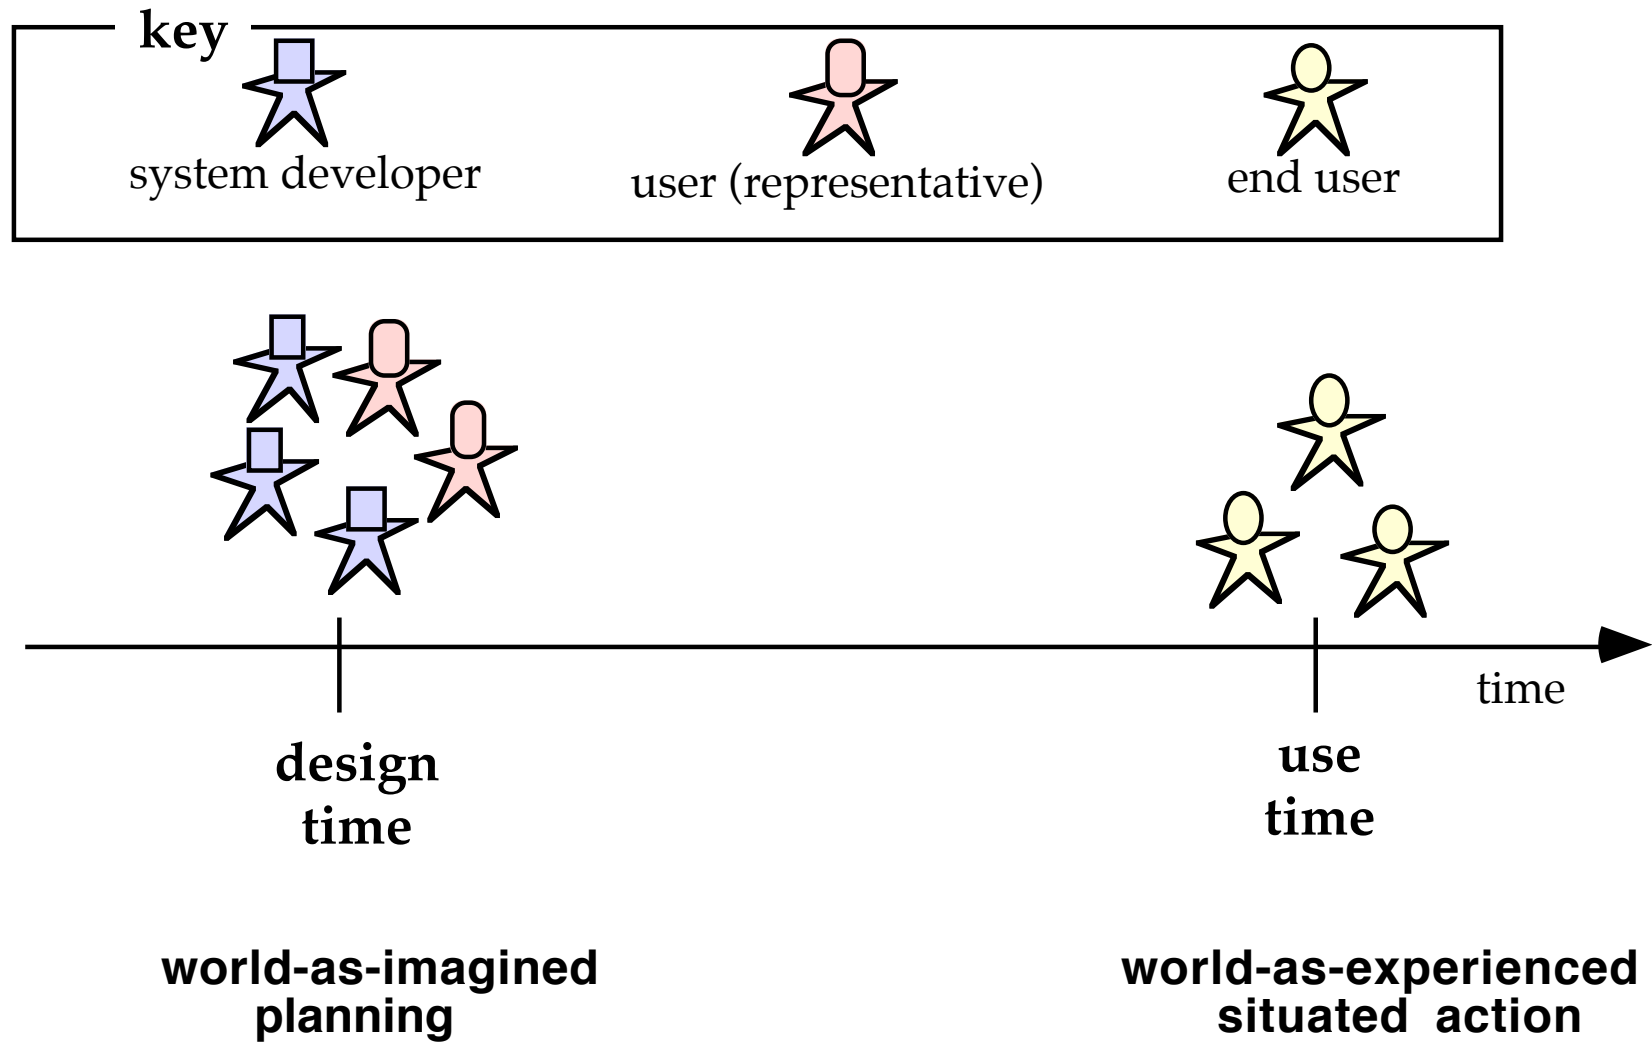 key
system developer
user (representative)
end user
time
design
time
use
time
world-as-imagined
planning
world-as-experienced
situated action